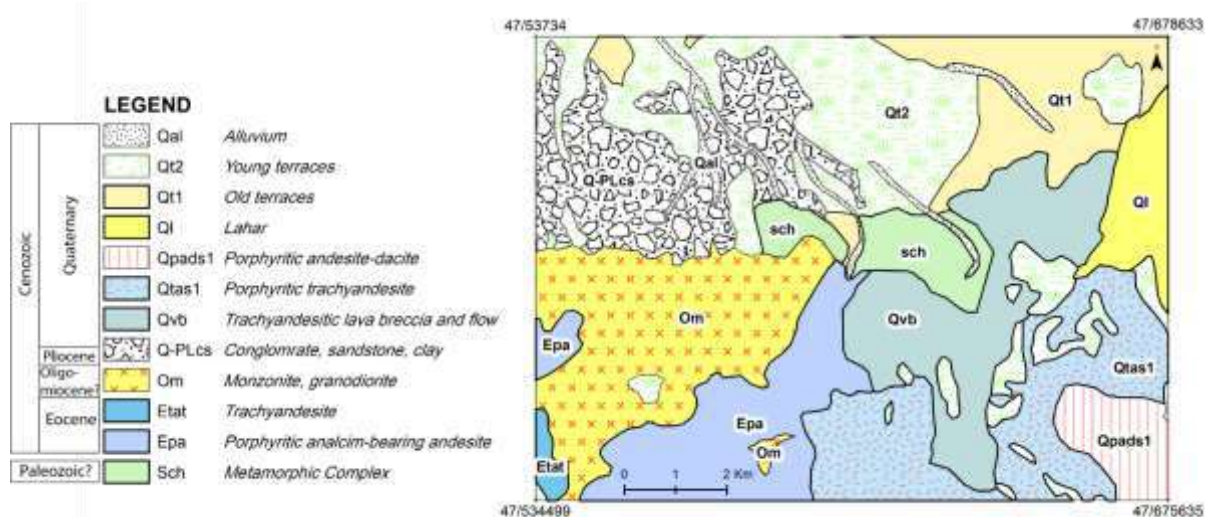 47/53734 47/678633
LEGEND
Cenozoic
Quaternary
Pliocene
Oligo-
miocene?
Eocene
Paleozoic?
Qal Alluvium
Qt2 Young terraces
Qt1 Old terraces
Ql Lahar
Qpads1 Porphyritic andesite-dacite
Qtas1 Porphyritic trachyandesite
Qvb Trachyandesitic lava breccia and flow
Q-PLcs Conglomrate, sandstone, clay
Om Monzonite, granodiorite
Etat Trachyandesite
Epa Porphyritic analcim-bearing andesite
Sch Metamorphic Complex
Qt1
Qt2
Qal
Q-PLcs
Ql
sch
sch
Om
Qvb
Epa
Qtas1
Epa
Qpads1
Om
Etat
0 1 2 Km
47/534499 47/675635